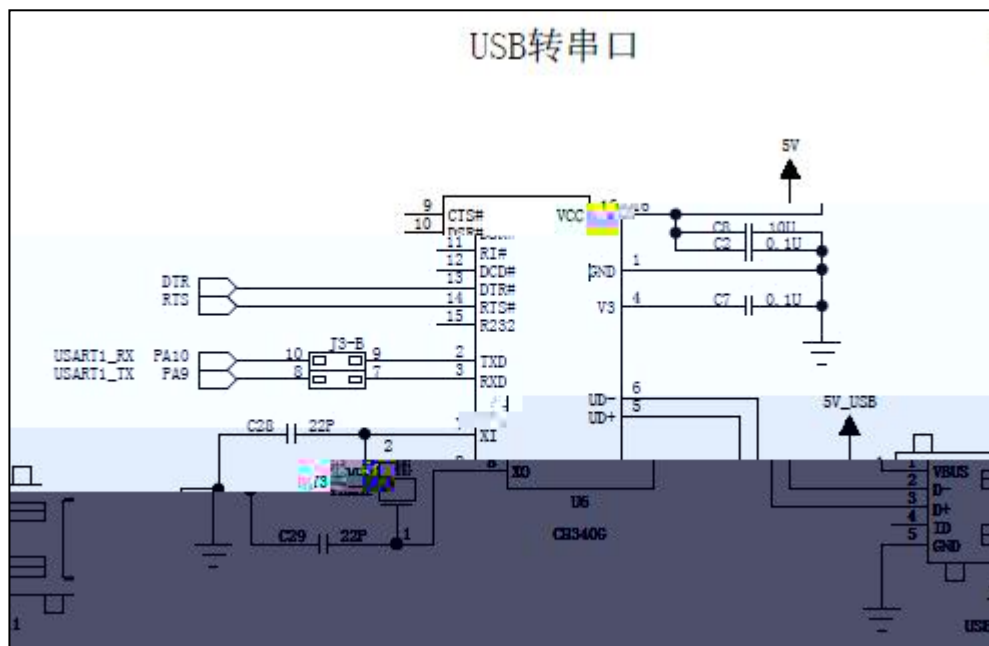 USB转串口
5V
9 CTS# VCC
10
C8 10U
11 RI# C2 0.1U
12 DCD# GND 1
DTR 13 DTR#
RTS 14 RTS# V3 4 C7 0.1U
15 R232
J3-B
USART1_RX PA10 10 9 2 TXD
USART1_TX PA9 8 7 3 RXD
UD- 6
UD+ 5 5V_USB
C28 22P XI
2
8 XO 1 VBUS
2 D-
U6 3 D+
4 ID
C29 22P 1 CH340G 5 GND
1